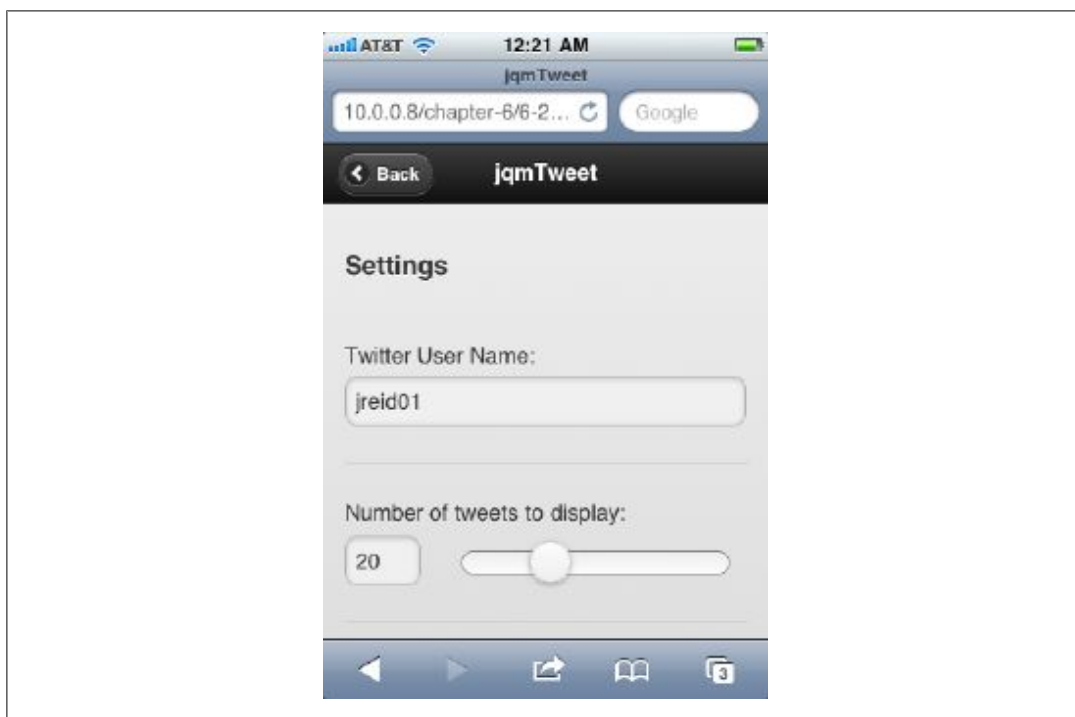 AT&T 12:21 AM
jqmTweet
10.0.0.8/chapter-6/6-2... Google
Back jqmTweet
Settings
Twitter User Name:
jreid01
Number of tweets to display:
20
3